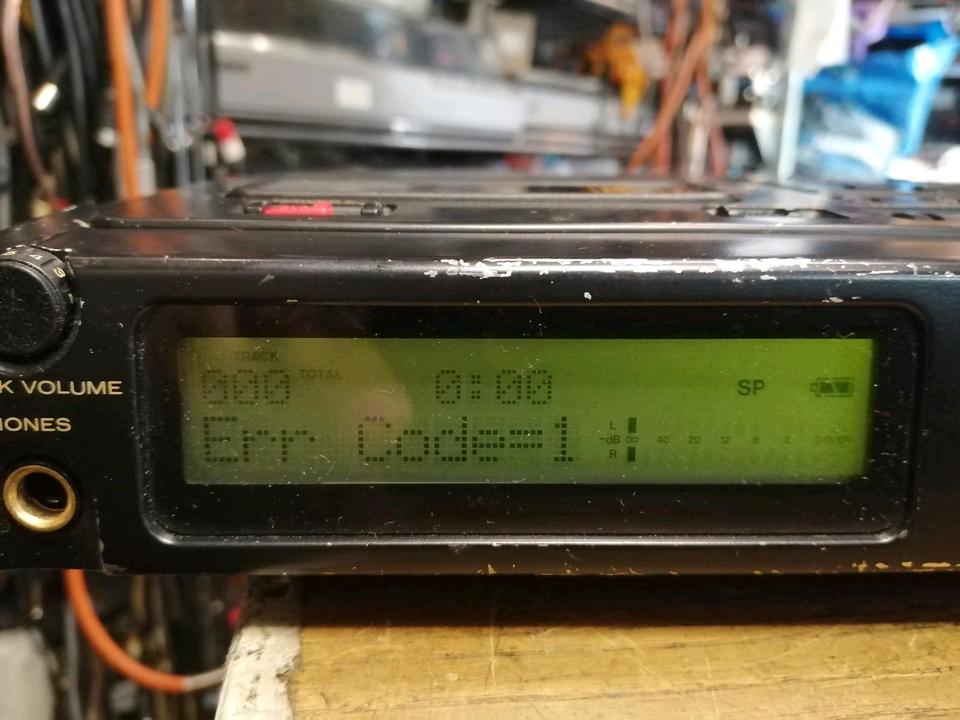 TRACK
000 TOTAL 0:00 SP
Err Code=1
L
-dB ∞ 40 20 12 6 2 0 OVER
R
K VOLUME
IONES